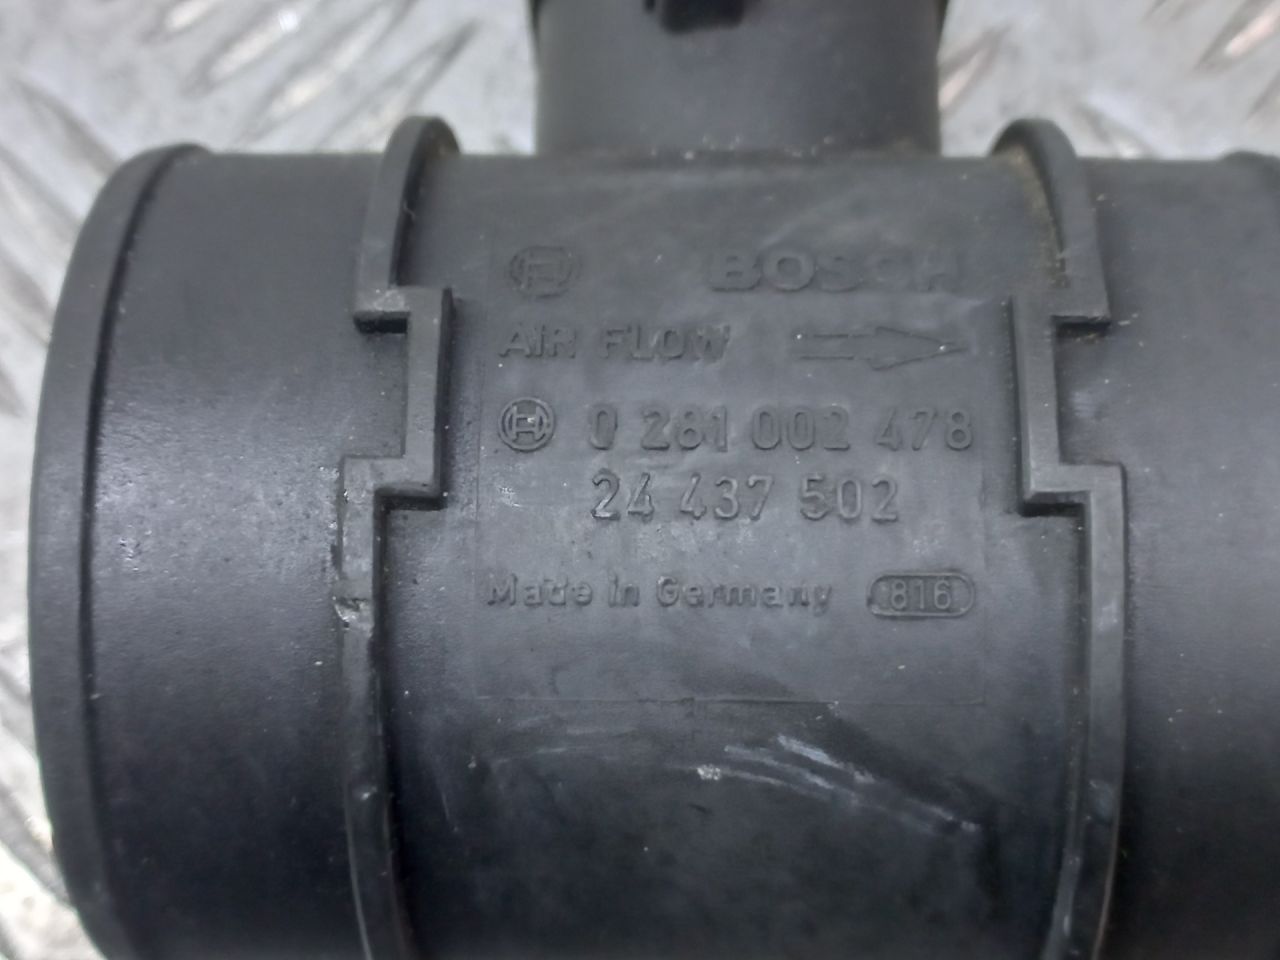 BOSCH
AIR FLOW
0 281 002 478
24 437 502
Made in Germany 816